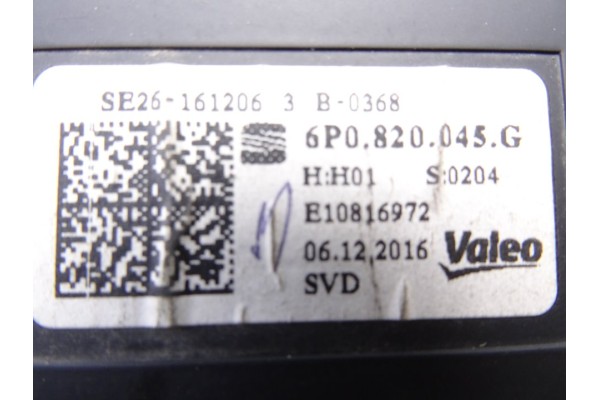 SE26-161206 3 B-0368
6P0.820.045.G
H:H01 S:0204
E10816972
06.12.2016 Valeo
SVD